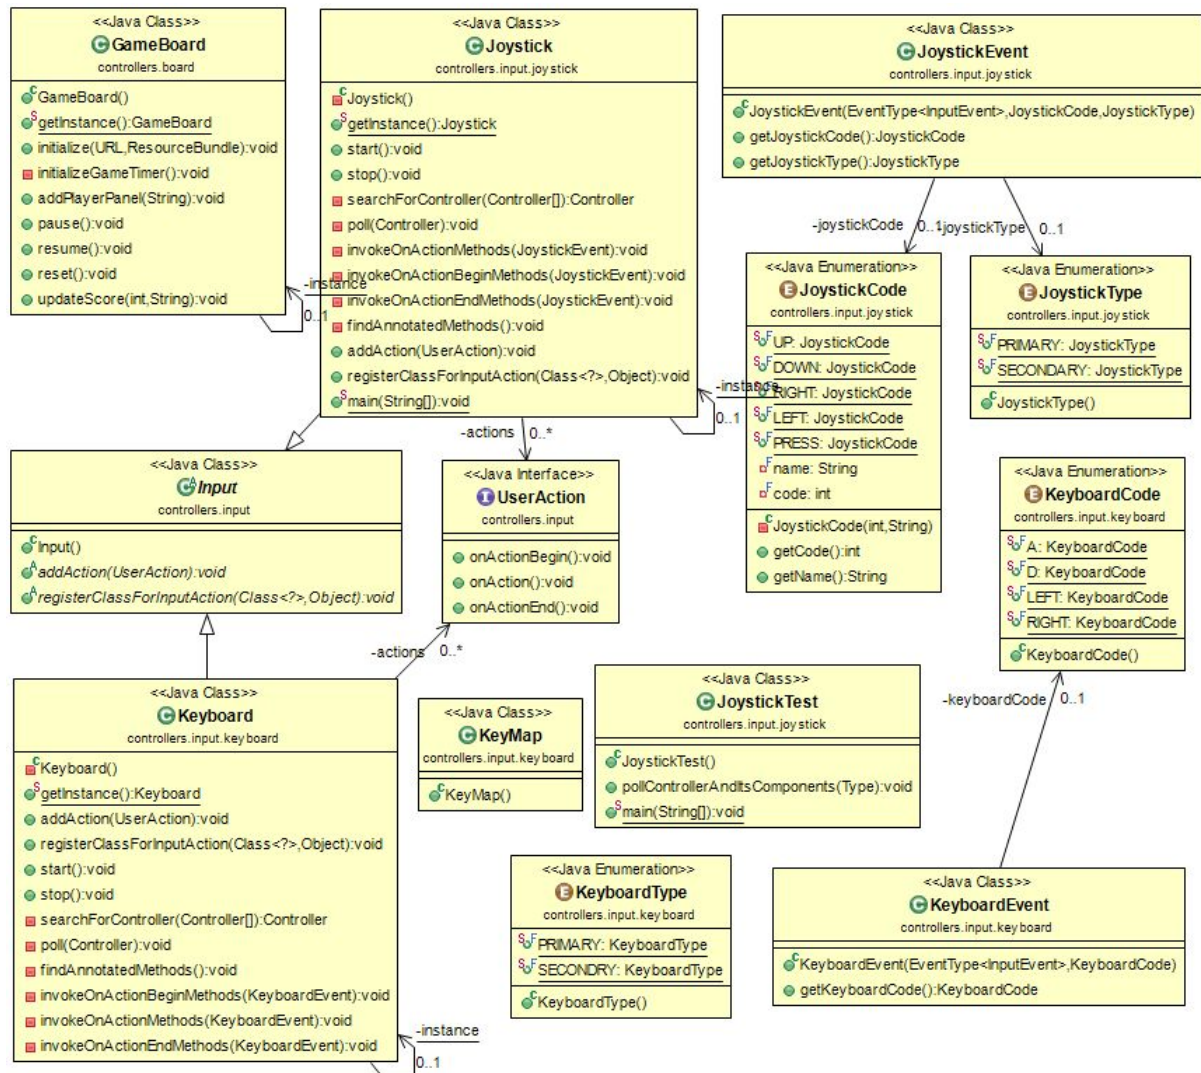 <<Java Class>>
GameBoard
controllers.board
GameBoard()
getInstance():GameBoard
initialize(URL,ResourceBundle):void
initializeGameTimer():void
addPlayerPanel(String):void
pause():void
resume():void
reset():void
updateScore(int,String):void
-instance
0..1
<<Java Class>>
Joystick
controllers.input.joystick
Joystick()
getInstance():Joystick
start():void
stop():void
searchForController(Controller[]):Controller
poll(Controller):void
invokeOnActionMethods(JoystickEvent):void
invokeOnActionBeginMethods(JoystickEvent):void
invokeOnActionEndMethods(JoystickEvent):void
findAnnotatedMethods():void
addAction(UserAction):void
registerClassForInputAction(Class<?>,Object):void
main(String[]):void
-instance
0..1
-actions 0..*
<<Java Class>>
JoystickEvent
controllers.input.joystick
JoystickEvent(EventType<InputEvent>,JoystickCode,JoystickType)
getJoystickCode():JoystickCode
getJoystickType():JoystickType
-joystickCode 0..1
-joystickType 0..1
<<Java Enumeration>>
JoystickCode
controllers.input.joystick
UP: JoystickCode
DOWN: JoystickCode
RIGHT: JoystickCode
LEFT: JoystickCode
PRESS: JoystickCode
name: String
code: int
JoystickCode(int,String)
getCode():int
getName():String
<<Java Enumeration>>
JoystickType
controllers.input.joystick
PRIMARY: JoystickType
SECONDARY: JoystickType
JoystickType()
<<Java Class>>
Input
controllers.input
Input()
addAction(UserAction):void
registerClassForInputAction(Class<?>,Object):void
<<Java Interface>>
UserAction
controllers.input
onActionBegin():void
onAction():void
onActionEnd():void
-actions 0..*
<<Java Enumeration>>
KeyboardCode
controllers.input.keyboard
A: KeyboardCode
D: KeyboardCode
LEFT: KeyboardCode
RIGHT: KeyboardCode
KeyboardCode()
-keyboardCode 0..1
<<Java Class>>
Keyboard
controllers.input.keyboard
Keyboard()
getInstance():Keyboard
addAction(UserAction):void
registerClassForInputAction(Class<?>,Object):void
start():void
stop():void
searchForController(Controller[]):Controller
poll(Controller):void
findAnnotatedMethods():void
invokeOnActionBeginMethods(KeyboardEvent):void
invokeOnActionMethods(KeyboardEvent):void
invokeOnActionEndMethods(KeyboardEvent):void
-instance
0..1
<<Java Class>>
KeyMap
controllers.input.keyboard
KeyMap()
<<Java Class>>
JoystickTest
controllers.input.joystick
JoystickTest()
pollControllerAndItsComponents(Type):void
main(String[]):void
<<Java Enumeration>>
KeyboardType
controllers.input.keyboard
PRIMARY: KeyboardType
SECONDRY: KeyboardType
KeyboardType()
<<Java Class>>
KeyboardEvent
controllers.input.keyboard
KeyboardEvent(EventType<InputEvent>,KeyboardCode)
getKeyboardCode():KeyboardCode